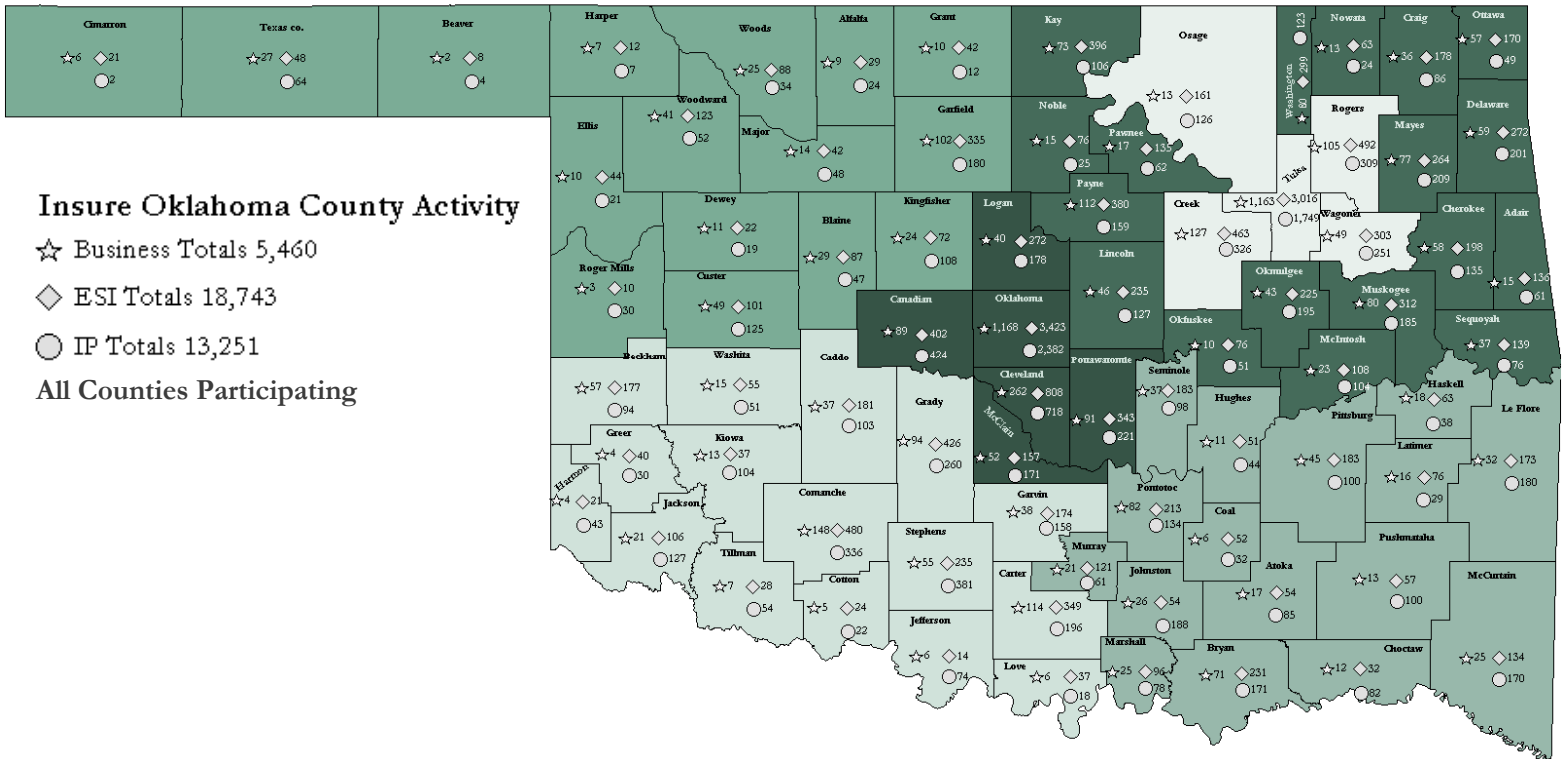 Cimarron
6 21
2
Texas co.
27 48
64
Beaver
2 8
4
Harper
7 12
7
Woods
25 88
34
Alfalfa
9 29
24
Grant
10 42
12
Kay
73 396
106
Osage
13 161
126
Washington
80 299 123
Nowata
13 63
24
Craig
36 178
86
Ottawa
57 170
49
Ellis
10 44
21
Woodward
41 123
52
Major
14 42
48
Garfield
102 335
180
Noble
15 76
25
Pawnee
17 135
62
Rogers
105 492
309
Mayes
77 264
209
Delaware
59 272
201
Insure Oklahoma County Activity
Business Totals 5,460
ESI Totals 18,743
IP Totals 13,251
All Counties Participating
Roger Mills
3 10
30
Dewey
11 22
19
Custer
49 101
125
Blaine
29 87
47
Kingfisher
24 72
108
Logan
40 272
178
Payne
112 380
159
Lincoln
46 235
127
Creek
127 463
326
Tulsa
1,163 3,016
1,749
Wagoner
49 303
251
Cherokee
58 198
135
Adair
15 136
61
Canadian
89 402
424
Oklahoma
1,168 3,423
2,382
Okfuskee
10 76
51
Okmulgee
43 225
195
Muskogee
80 312
185
McIntosh
23 108
104
Sequoyah
37 139
76
Beckham
57 177
94
Washita
15 55
51
Caddo
37 181
103
Grady
94 426
260
Cleveland
262 808
718
McClain
52 157
171
Pottawatomie
91 343
221
Seminole
37 183
98
Hughes
11 51
44
Pittsburg
45 183
100
Haskell
18 63
38
Latimer
16 76
29
Le Flore
32 173
180
Greer
4 40
30
Harmon
4 21
43
Kiowa
13 37
104
Jackson
21 106
127
Comanche
148 480
336
Tillman
7 28
54
Cotton
5 24
22
Stephens
55 235
381
Jefferson
6 14
74
Garvin
38 174
158
Murray
21 121
61
Carter
114 349
196
Love
6 37
18
Pontotoc
82 213
134
Coal
6 52
32
Johnston
26 54
188
Atoka
17 54
85
Pushmataha
13 57
100
McCurtain
25 134
170
Marshall
25 96
78
Bryan
71 231
171
Choctaw
12 32
82